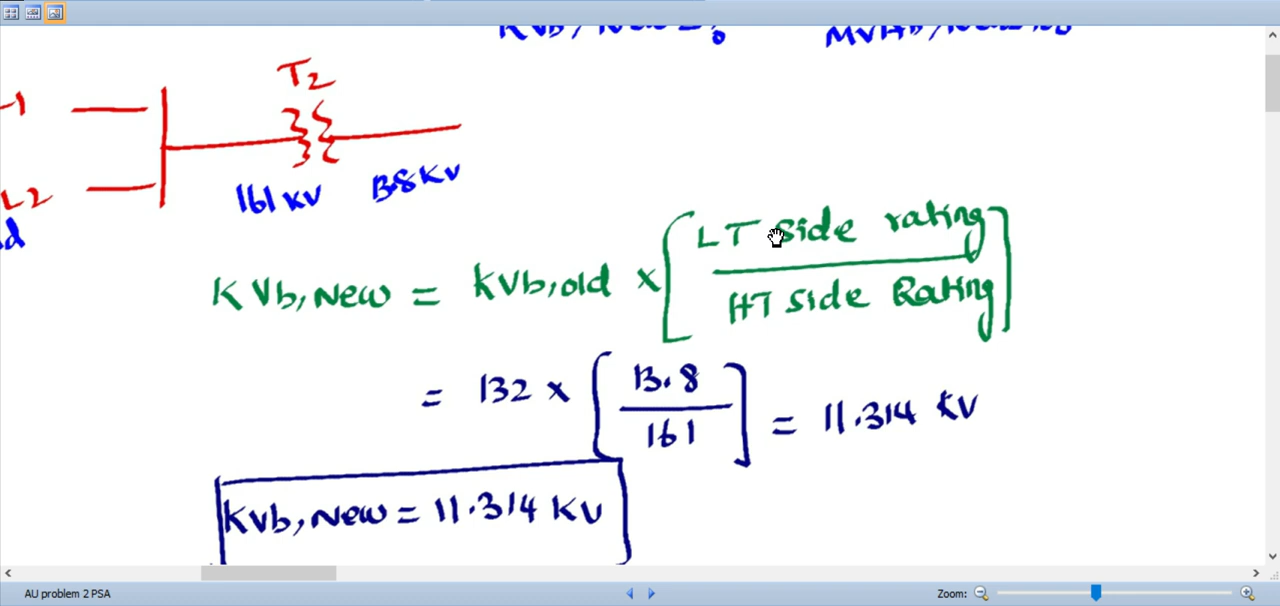 T2
161 KV
13.8 KV
L2
KVb, New = KVb, old × [LT Side rating / HT Side Rating]
= 132 × [13.8 / 161] = 11.314 KV
KVb, New = 11.314 KV
AU problem 2 PSA
Zoom: